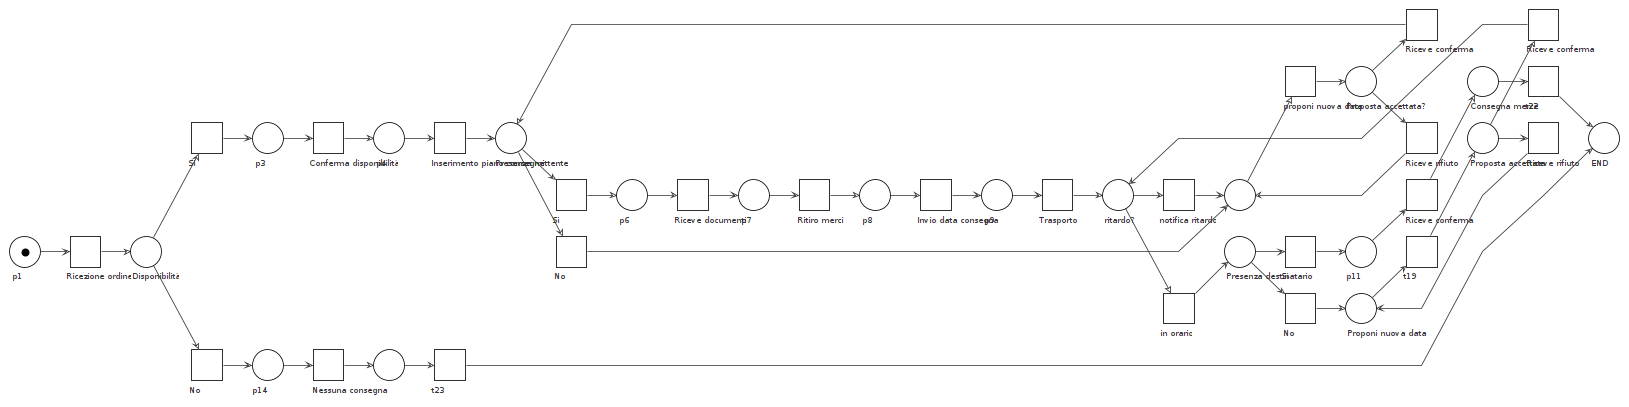 Riceve conferma
Riceve conferma
proponi nuova data
Proposta accettata?
Consegna merce
t22
Si
p3
Conferma disponibilità
p4
Inserimento piano consegne
Presenza mittente
Riceve rifiuto
Proposta accettata
Riceve rifiuto
END
Si
p6
Riceve documenti
p7
Ritiro merci
p8
Invio data consegna
p9
Trasporto
ritardo?
notifica ritardo
Riceve conferma
p1
Ricezione ordine
Disponibilità
No
Presenza destinatario
Si
p11
t19
in orario
No
Proponi nuova data
No
p14
Nessuna consegna
t23